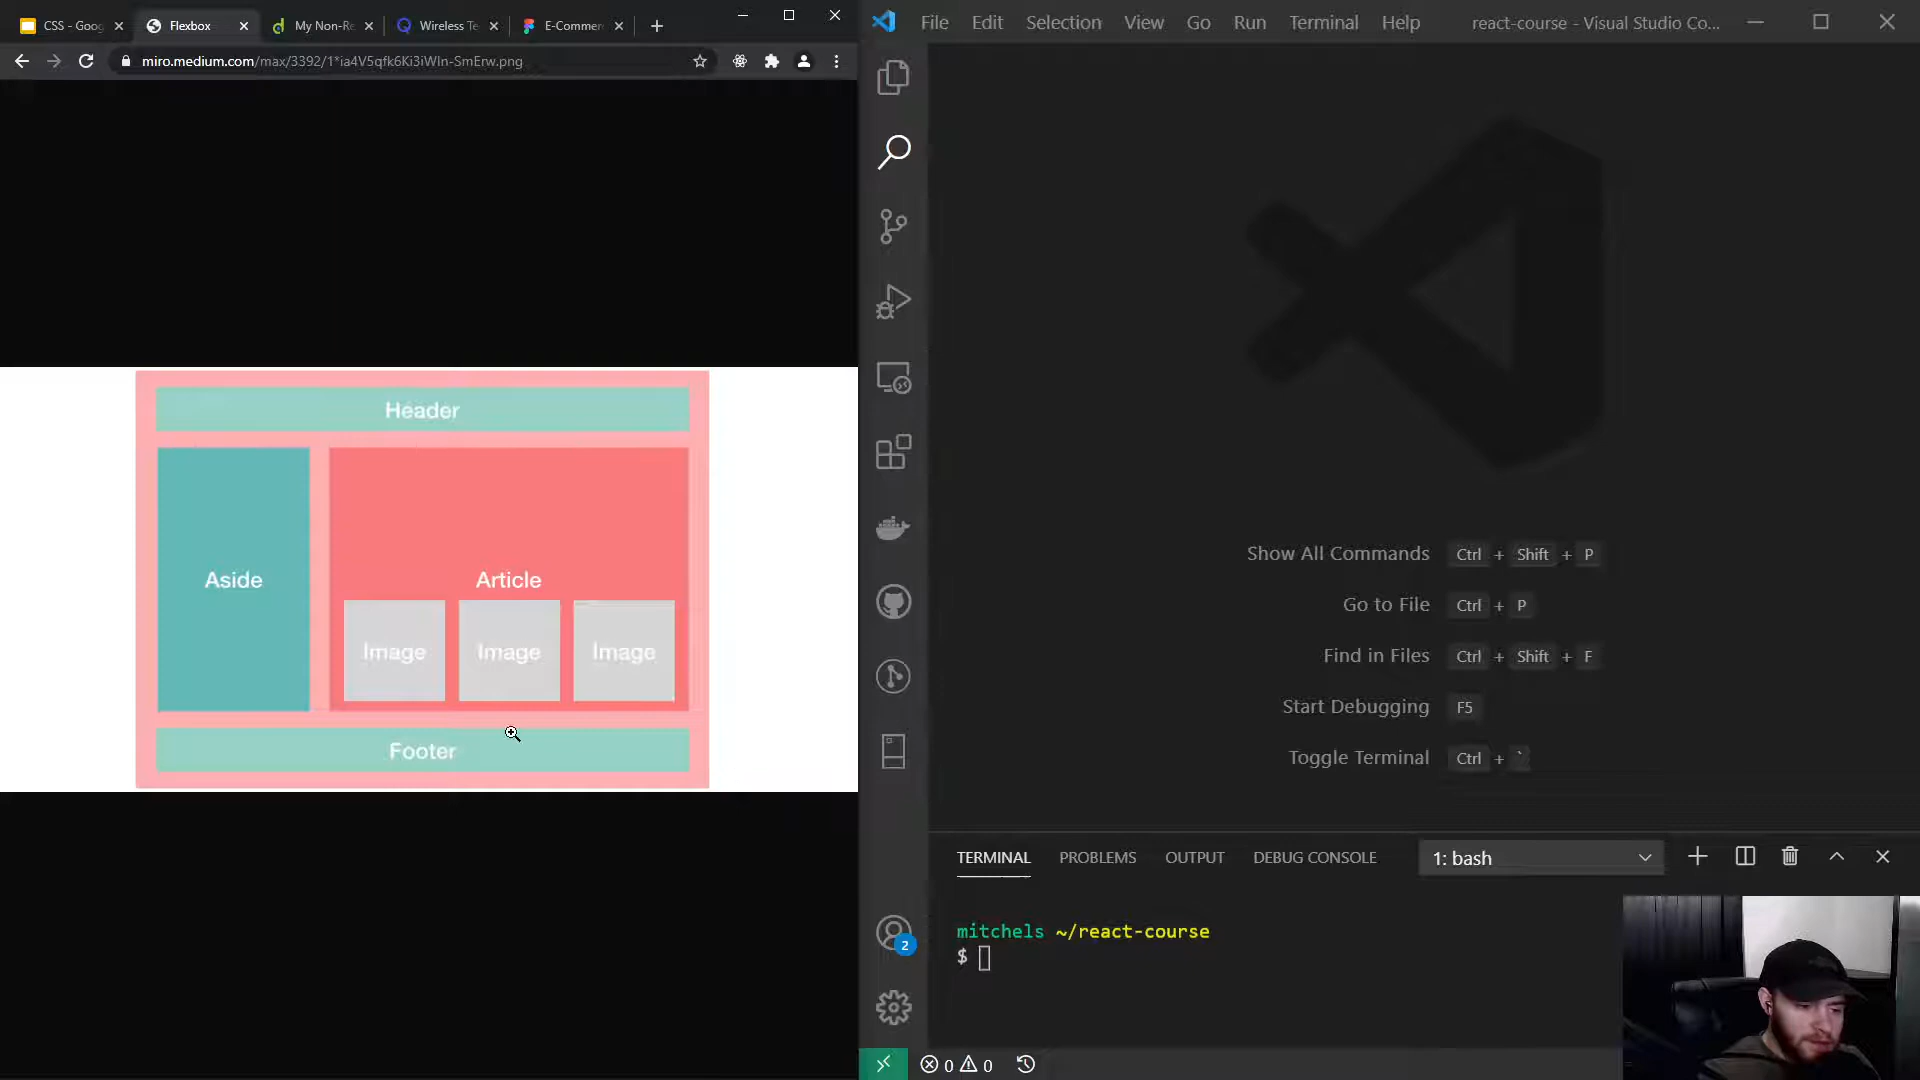 CSS - Goog
Flexbox
My Non-Re
Wireless Te
E-Commer
miro.medium.com/max/3392/1*ia4V5qfk6Ki3iWIn-SmErw.png
Header
Aside
Article
Image
Image
Image
Footer
File Edit Selection View Go Run Terminal Help
react-course - Visual Studio Co...
Show All Commands Ctrl + Shift + P
Go to File Ctrl + P
Find in Files Ctrl + Shift + F
Start Debugging F5
Toggle Terminal Ctrl + `
TERMINAL PROBLEMS OUTPUT DEBUG CONSOLE
1: bash
mitchels ~/react-course
$
2
0 0